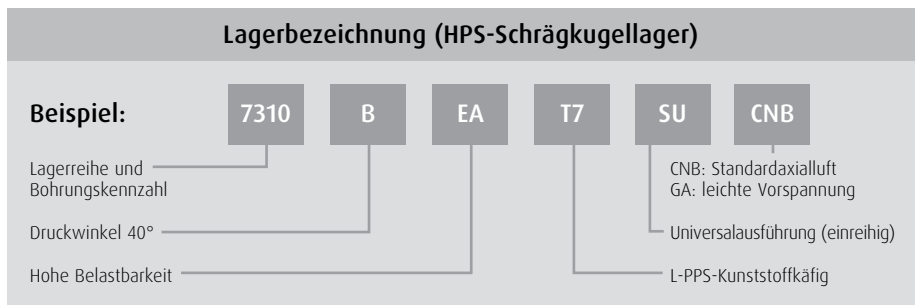 Lagerbezeichnung (HPS-Schrägkugellager)
Beispiel:
7310 B EA T7 SU CNB
Lagerreihe und
Bohrungskennzahl
CNB: Standardaxialluft
GA: leichte Vorspannung
Druckwinkel 40°
Universalausführung (einreihig)
Hohe Belastbarkeit
L-PPS-Kunststoffkäfig